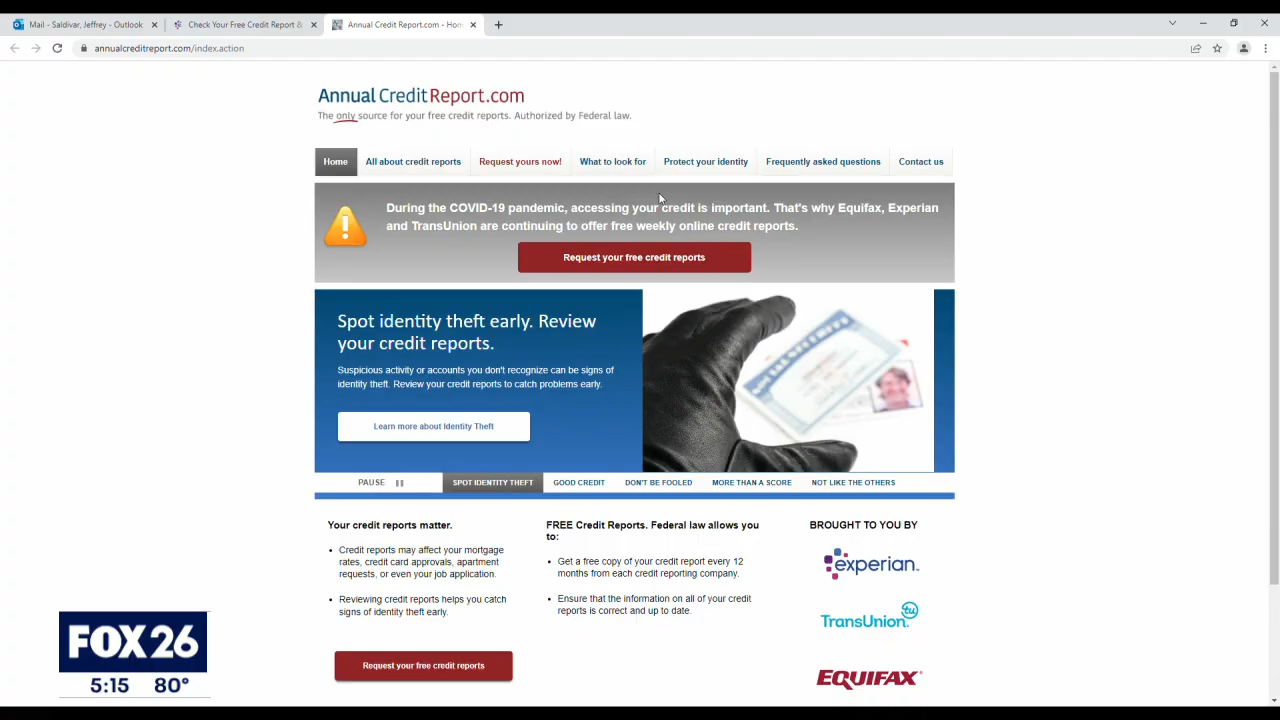 Mail - Saldivar, Jeffrey - Outlook
Check Your Free Credit Report &
Annual Credit Report.com - Hom
annualcreditreport.com/index.action
Annual CreditReport.com
The only source for your free credit reports. Authorized by Federal law.
Home
All about credit reports
Request yours now!
What to look for
Protect your identity
Frequently asked questions
Contact us
During the COVID-19 pandemic, accessing your credit is important. That's why Equifax, Experian
and TransUnion are continuing to offer free weekly online credit reports.
Request your free credit reports
Spot identity theft early. Review
your credit reports.
Suspicious activity or accounts you don't recognize can be signs of
identity theft. Review your credit reports to catch problems early.
Learn more about Identity Theft
SOCIAL SECURITY
PAUSE
SPOT IDENTITY THEFT
GOOD CREDIT
DON'T BE FOOLED
MORE THAN A SCORE
NOT LIKE THE OTHERS
Your credit reports matter.
Credit reports may affect your mortgage
rates, credit card approvals, apartment
requests, or even your job application.
Reviewing credit reports helps you catch
signs of identity theft early.
Request your free credit reports
FREE Credit Reports. Federal law allows you
to:
Get a free copy of your credit report every 12
months from each credit reporting company.
Ensure that the information on all of your credit
reports is correct and up to date.
BROUGHT TO YOU BY
experian.
TransUnion
tu
EQUIFAX
FOX 26
5:15 80°